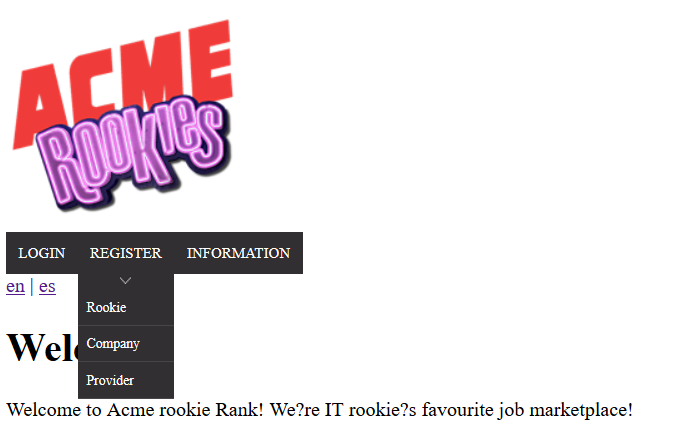 ACME
Rookies
LOGIN REGISTER INFORMATION
en | es
Rookie
Company
Provider
Welcome to Acme rookie Rank! We?re IT rookie?s favourite job marketplace!